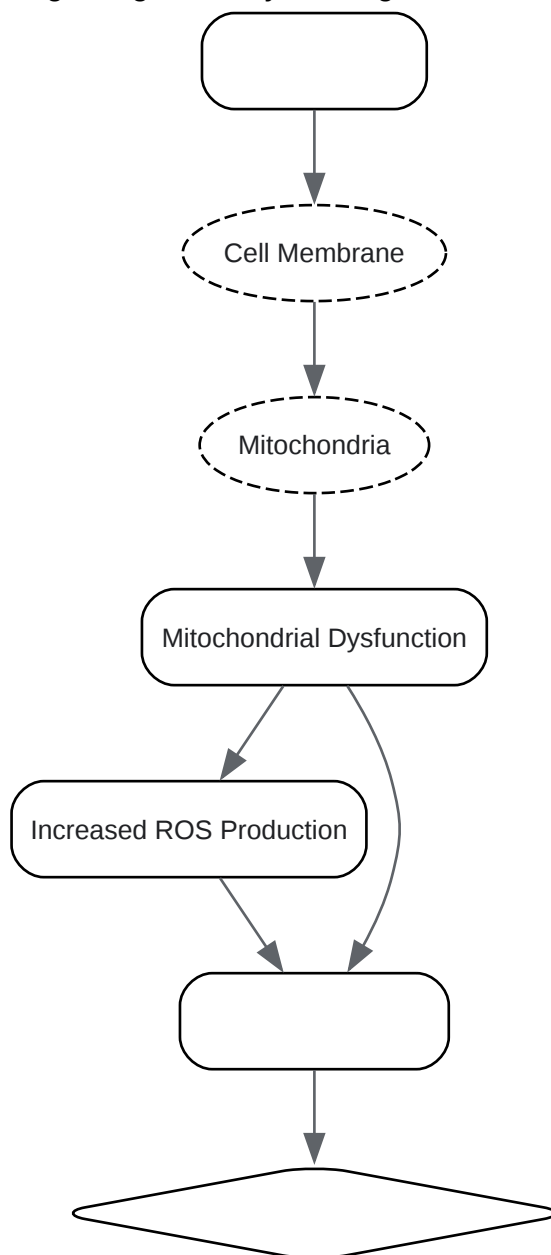 Cell Membrane
Mitochondria
Mitochondrial Dysfunction
Increased ROS Production